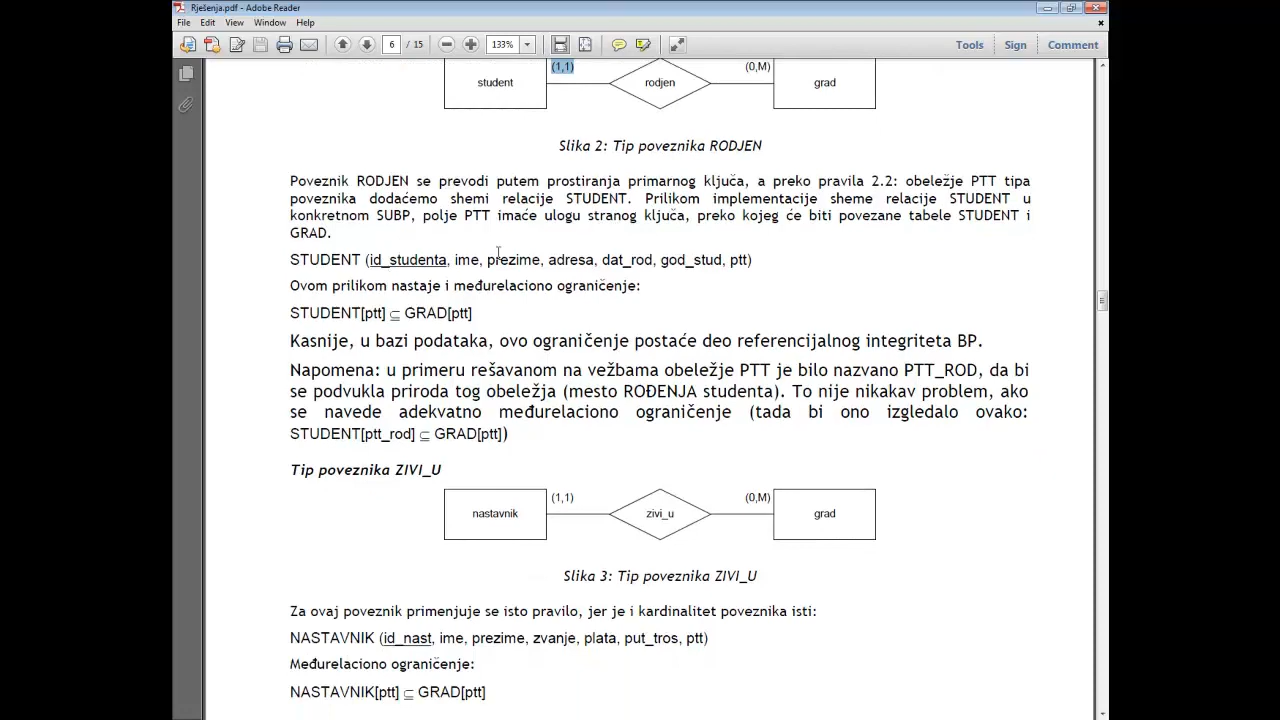 Rješenja.pdf - Adobe Reader
File Edit View Window Help
6 / 15 133% Tools Sign Comment
(1,1) (0,M)
student rodjen grad
Slika 2: Tip poveznika RODJEN
Poveznik RODJEN se prevodi putem prostiranja primarnog ključa, a preko pravila 2.2: obeležje PTT tipa
poveznika dodaćemo shemi relacije STUDENT. Prilikom implementacije sheme relacije STUDENT u
konkretnom SUBP, polje PTT imaće ulogu stranog ključa, preko kojeg će biti povezane tabele STUDENT i
GRAD.
STUDENT (id_studenta, ime, prezime, adresa, dat_rod, god_stud, ptt)
Ovom prilikom nastaje i međurelaciono ograničenje:
STUDENT[ptt] ⊆ GRAD[ptt]
Kasnije, u bazi podataka, ovo ograničenje postaće deo referencijalnog integriteta BP.
Napomena: u primeru rešavanom na vežbama obeležje PTT je bilo nazvano PTT_ROD, da bi
se podvukla priroda tog obeležja (mesto ROĐENJA studenta). To nije nikakav problem, ako
se navede adekvatno međurelaciono ograničenje (tada bi ono izgledalo ovako:
STUDENT[ptt_rod] ⊆ GRAD[ptt])
Tip poveznika ZIVI_U
(1,1) (0,M)
nastavnik zivi_u grad
Slika 3: Tip poveznika ZIVI_U
Za ovaj poveznik primenjuje se isto pravilo, jer je i kardinalitet poveznika isti:
NASTAVNIK (id_nast, ime, prezime, zvanje, plata, put_tros, ptt)
Međurelaciono ograničenje:
NASTAVNIK[ptt] ⊆ GRAD[ptt]